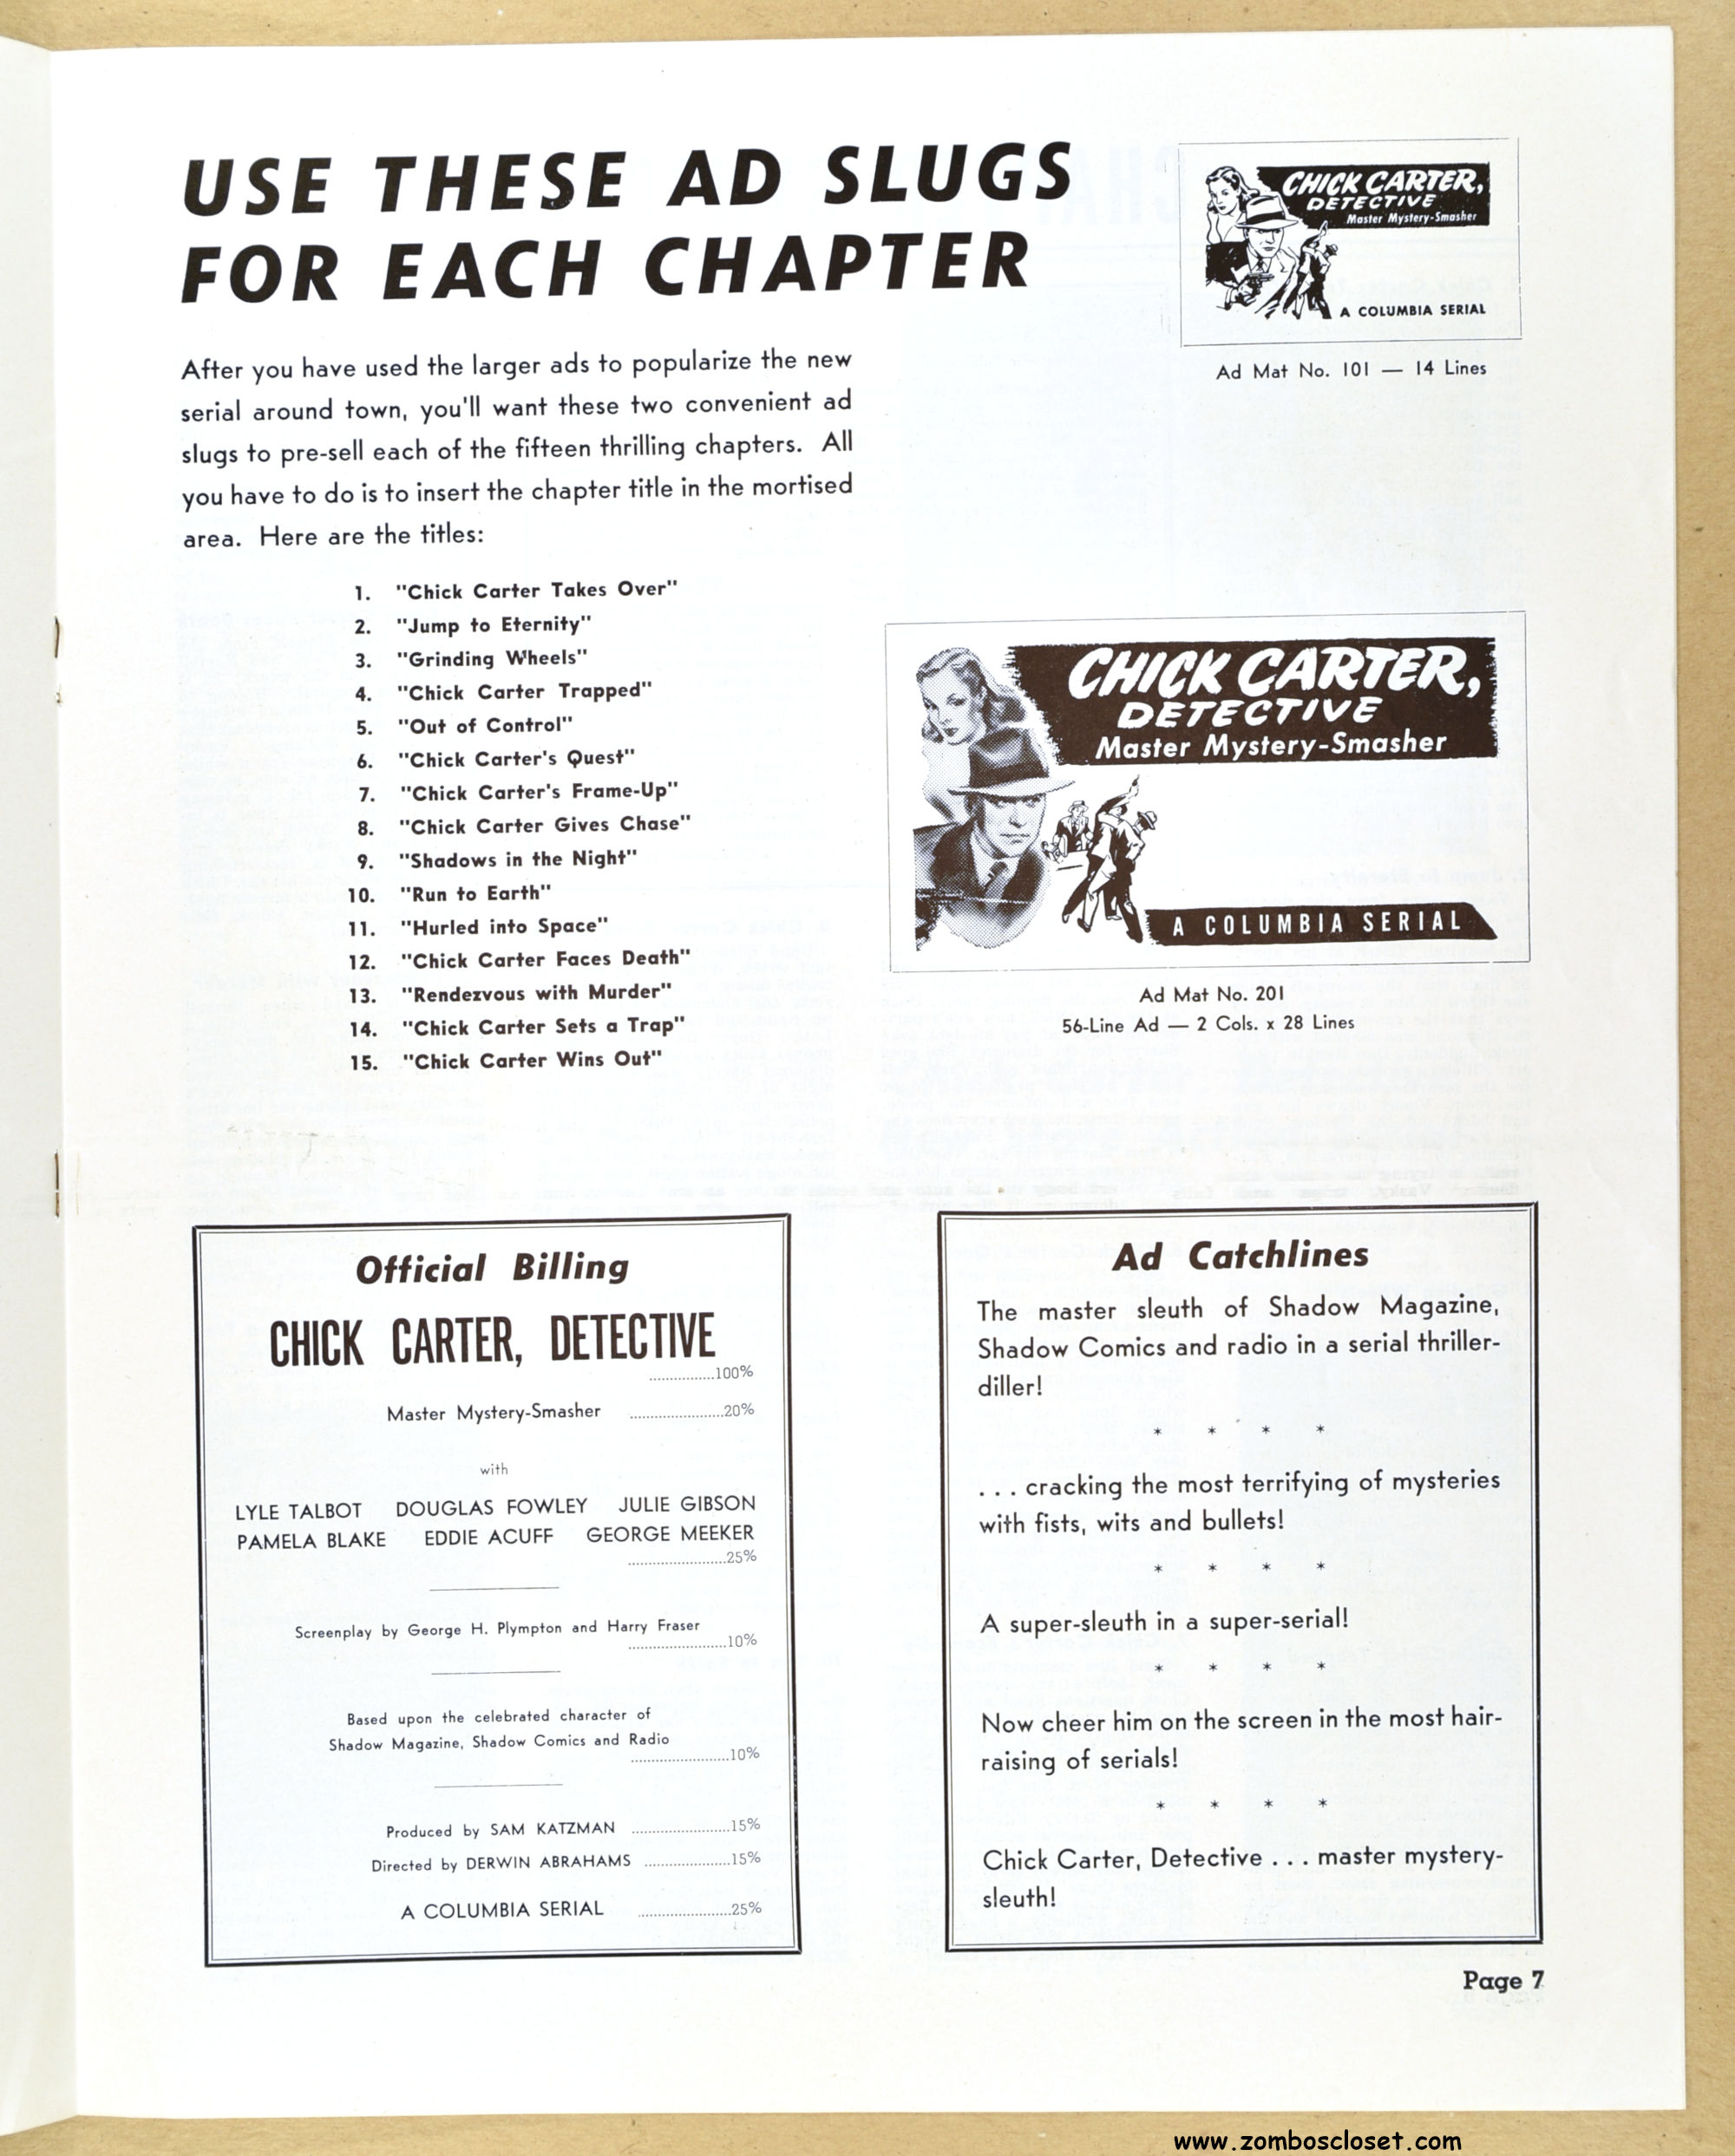 USE THESE AD SLUGS
FOR EACH CHAPTER
After you have used the larger ads to popularize the new
serial around town, you'll want these two convenient ad
slugs to pre-sell each of the fifteen thrilling chapters. All
you have to do is to insert the chapter title in the mortised
area. Here are the titles:
1. "Chick Carter Takes Over"
2. "Jump to Eternity"
3. "Grinding Wheels"
4. "Chick Carter Trapped"
5. "Out of Control"
6. "Chick Carter's Quest"
7. "Chick Carter's Frame-Up"
8. "Chick Carter Gives Chase"
9. "Shadows in the Night"
10. "Run to Earth"
11. "Hurled into Space"
12. "Chick Carter Faces Death"
13. "Rendezvous with Murder"
14. "Chick Carter Sets a Trap"
15. "Chick Carter Wins Out"
CHICK CARTER,
DETECTIVE
Master Mystery-Smasher
A COLUMBIA SERIAL
Ad Mat No. 101 — 14 Lines
CHICK CARTER,
DETECTIVE
Master Mystery-Smasher
A COLUMBIA SERIAL
Ad Mat No. 201
56-Line Ad — 2 Cols. x 28 Lines
Official Billing
CHICK CARTER, DETECTIVE
................100%
Master Mystery-Smasher .......................20%
with
LYLE TALBOT DOUGLAS FOWLEY JULIE GIBSON
PAMELA BLAKE EDDIE ACUFF GEORGE MEEKER
........................25%
Screenplay by George H. Plympton and Harry Fraser
........................10%
Based upon the celebrated character of
Shadow Magazine, Shadow Comics and Radio
........................10%
Produced by SAM KATZMAN ........................15%
Directed by DERWIN ABRAHAMS .....................15%
A COLUMBIA SERIAL .......................25%
Ad Catchlines
The master sleuth of Shadow Magazine,
Shadow Comics and radio in a serial thriller-
diller!
* * * *
. . . cracking the most terrifying of mysteries
with fists, wits and bullets!
* * * *
A super-sleuth in a super-serial!
* * * *
Now cheer him on the screen in the most hair-
raising of serials!
* * * *
Chick Carter, Detective . . . master mystery-
sleuth!
Page 7
www.zomboscloset.com